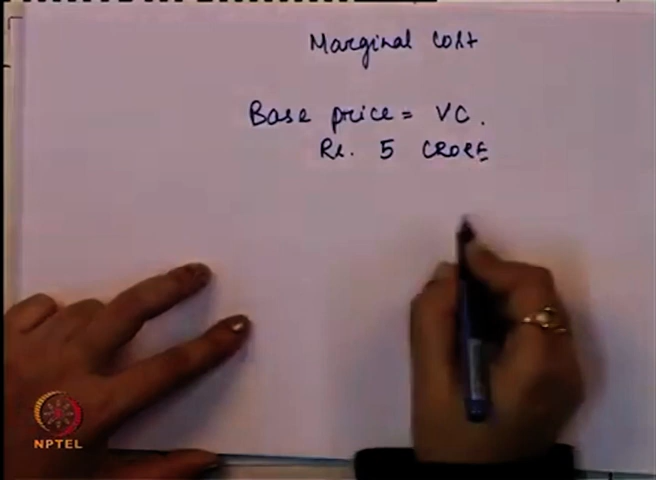 Marginal cost
Base price = VC.
Rs. 5 CRORE
NPTEL